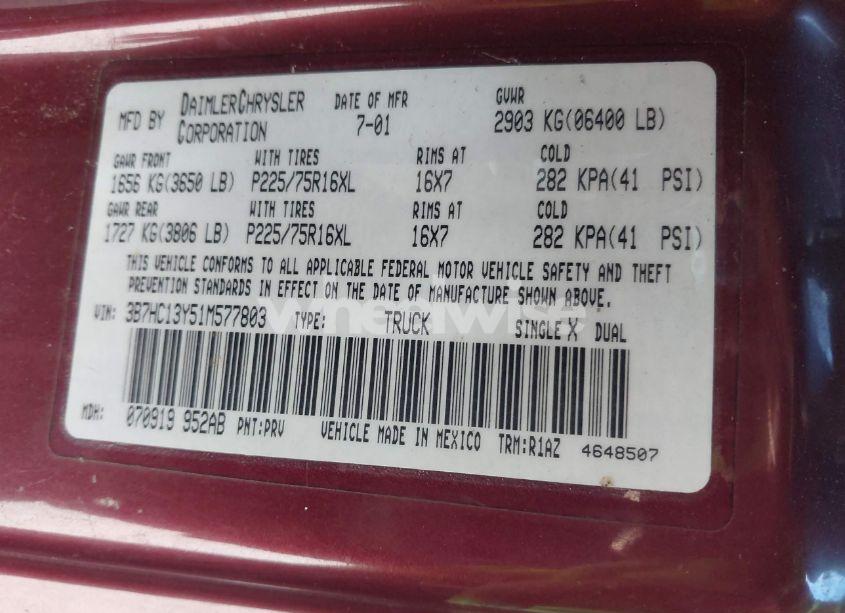 MFD BY DAIMLERCHRYSLER CORPORATION DATE OF MFR 7-01 GVWR 2903 KG(06400 LB)
GAWR FRONT WITH TIRES RIMS AT COLD
1656 KG(3650 LB) P225/75R16XL 16X7 282 KPA(41 PSI)
GAWR REAR WITH TIRES RIMS AT COLD
1727 KG(3806 LB) P225/75R16XL 16X7 282 KPA(41 PSI)
THIS VEHICLE CONFORMS TO ALL APPLICABLE FEDERAL MOTOR VEHICLE SAFETY AND THEFT
PREVENTION STANDARDS IN EFFECT ON THE DATE OF MANUFACTURE SHOWN ABOVE.
VIN: 3B7HC13Y51M577803 TYPE: TRUCK SINGLE X DUAL
MDH: 070919 952AB PNT:PRV VEHICLE MADE IN MEXICO TRM:R1AZ 4648507